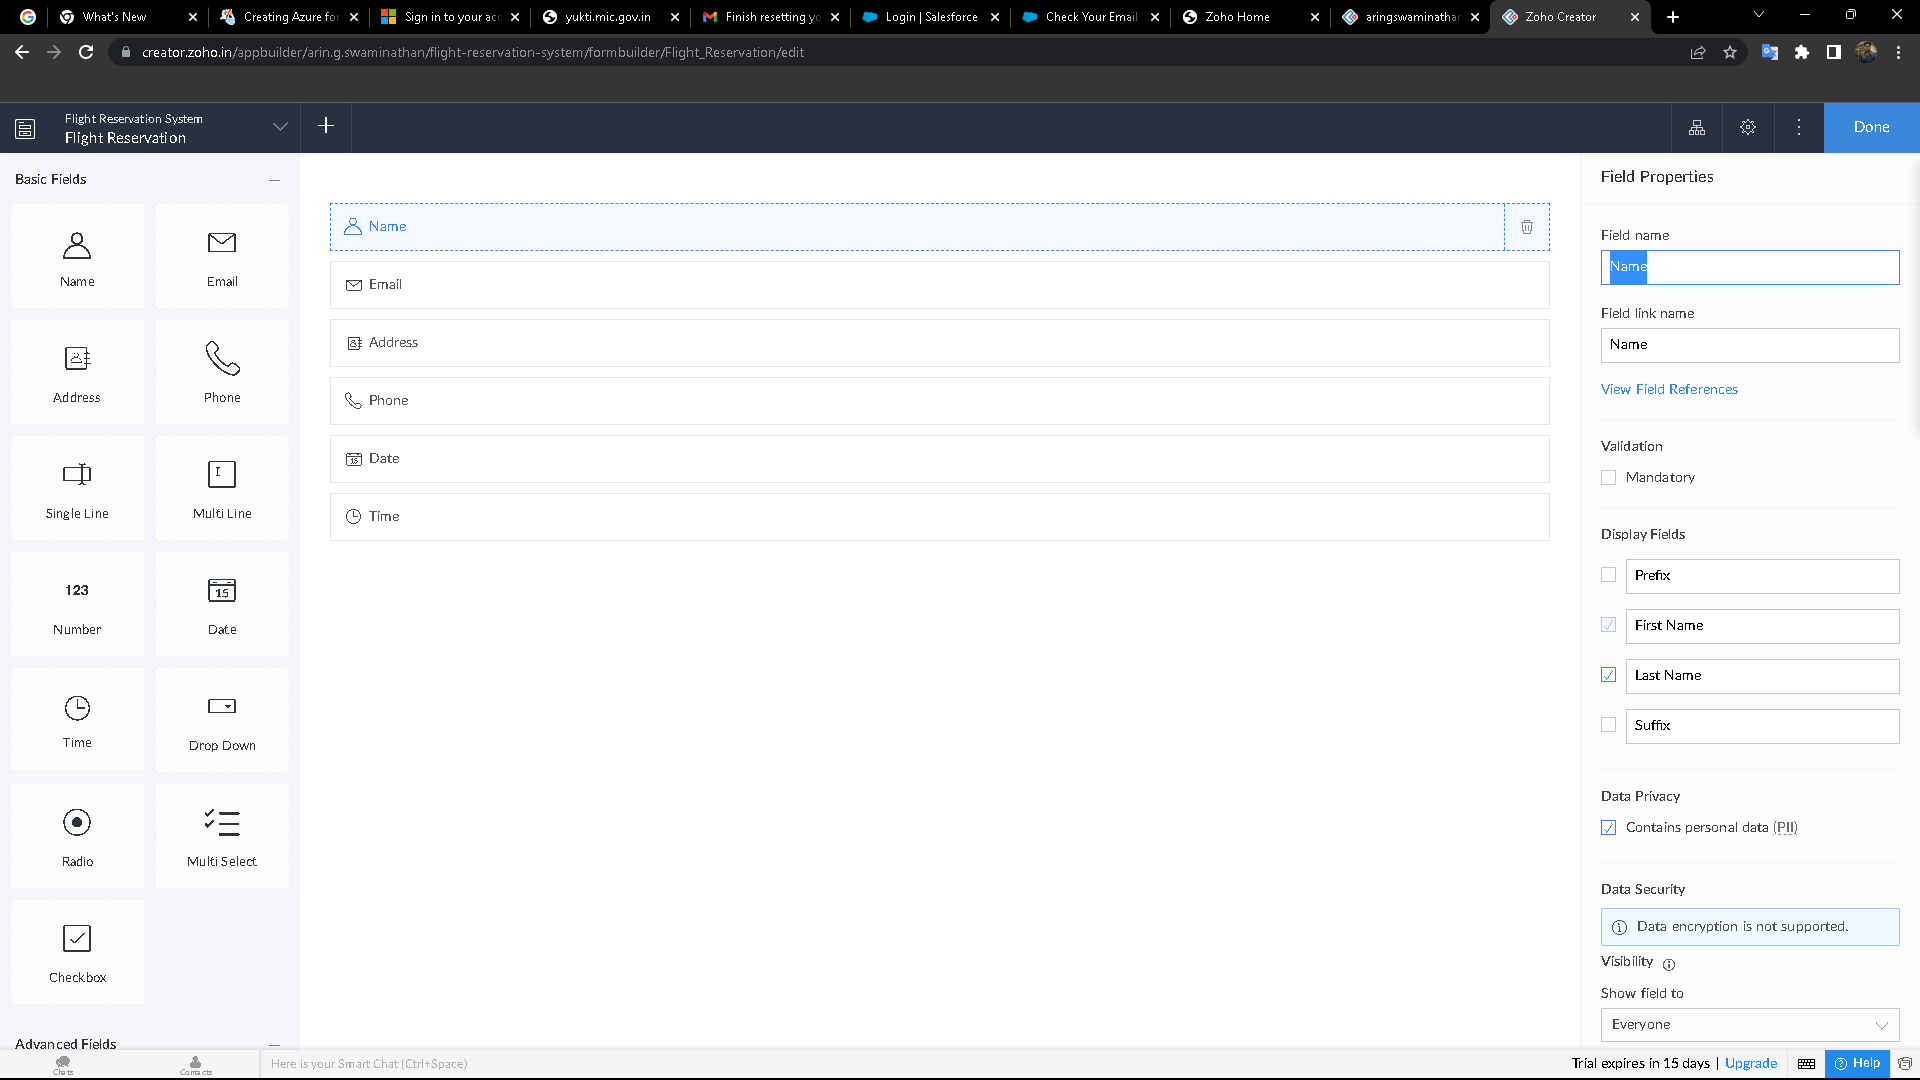 What's New
Creating Azure for
Sign in to your acc
yukti.mic.gov.in
Finish resetting yo
Login | Salesforce
Check Your Email
Zoho Home
aringswaminathan
Zoho Creator
creator.zoho.in/appbuilder/arin.g.swaminathan/flight-reservation-system/formbuilder/Flight_Reservation/edit
Flight Reservation System
Flight Reservation
Done
Basic Fields
Name
Email
Address
Phone
Single Line
Multi Line
123
Number
15
Date
Time
Drop Down
Radio
Multi Select
Checkbox
Advanced Fields
Name
Email
Address
Phone
Date
Time
Field Properties
Field name
Name
Field link name
Name
View Field References
Validation
Mandatory
Display Fields
Prefix
First Name
Last Name
Suffix
Data Privacy
Contains personal data (PII)
Data Security
Data encryption is not supported.
Visibility
Show field to
Everyone
Chats
Contacts
Here is your Smart Chat (Ctrl+Space)
Trial expires in 15 days | Upgrade
Help